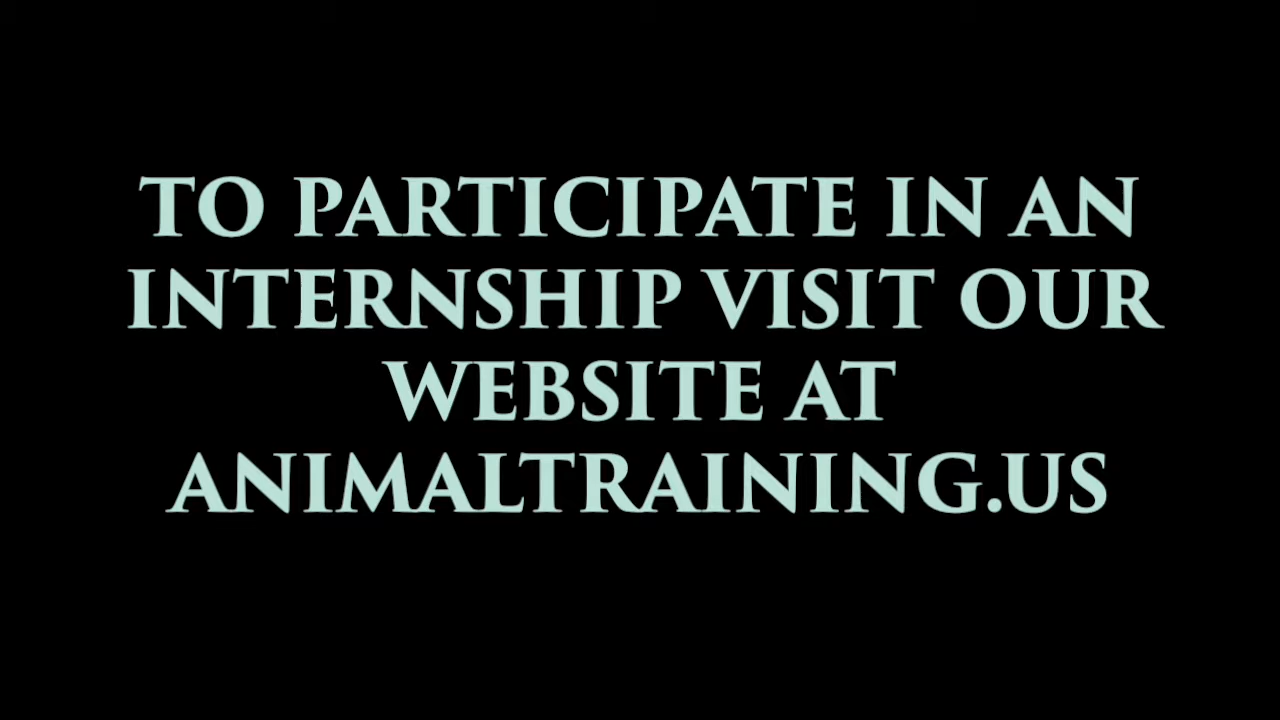 TO PARTICIPATE IN AN
INTERNSHIP VISIT OUR
WEBSITE AT
ANIMALTRAINING.US